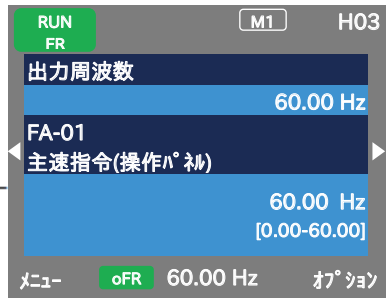 RUN
FR
M1
H03
出力周波数
60.00 Hz
FA-01
主速指令(操作ﾊﾟﾈﾙ)
60.00 Hz
[0.00-60.00]
ﾒﾆｭｰ
oFR
60.00 Hz
ｵﾌﾟｼｮﾝ